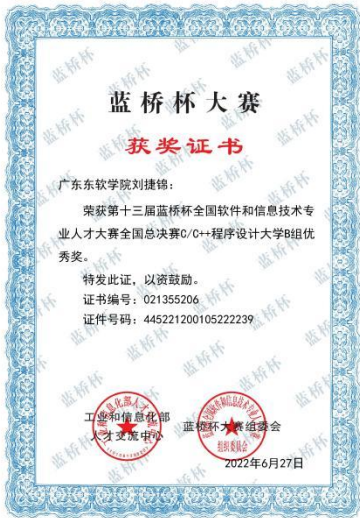 蓝桥杯大赛
获奖证书
广东东软学院刘捷锦：
荣获第十三届蓝桥杯全国软件和信息技术专
业人才大赛全国总决赛C/C++程序设计大学B组优
秀奖。
特发此证，以资鼓励。
证书编号：021355206
证件号码：445221200105222239
工业和信息化部
人才交流中心
蓝桥杯大赛组委会
组织委员会
2022年6月27日